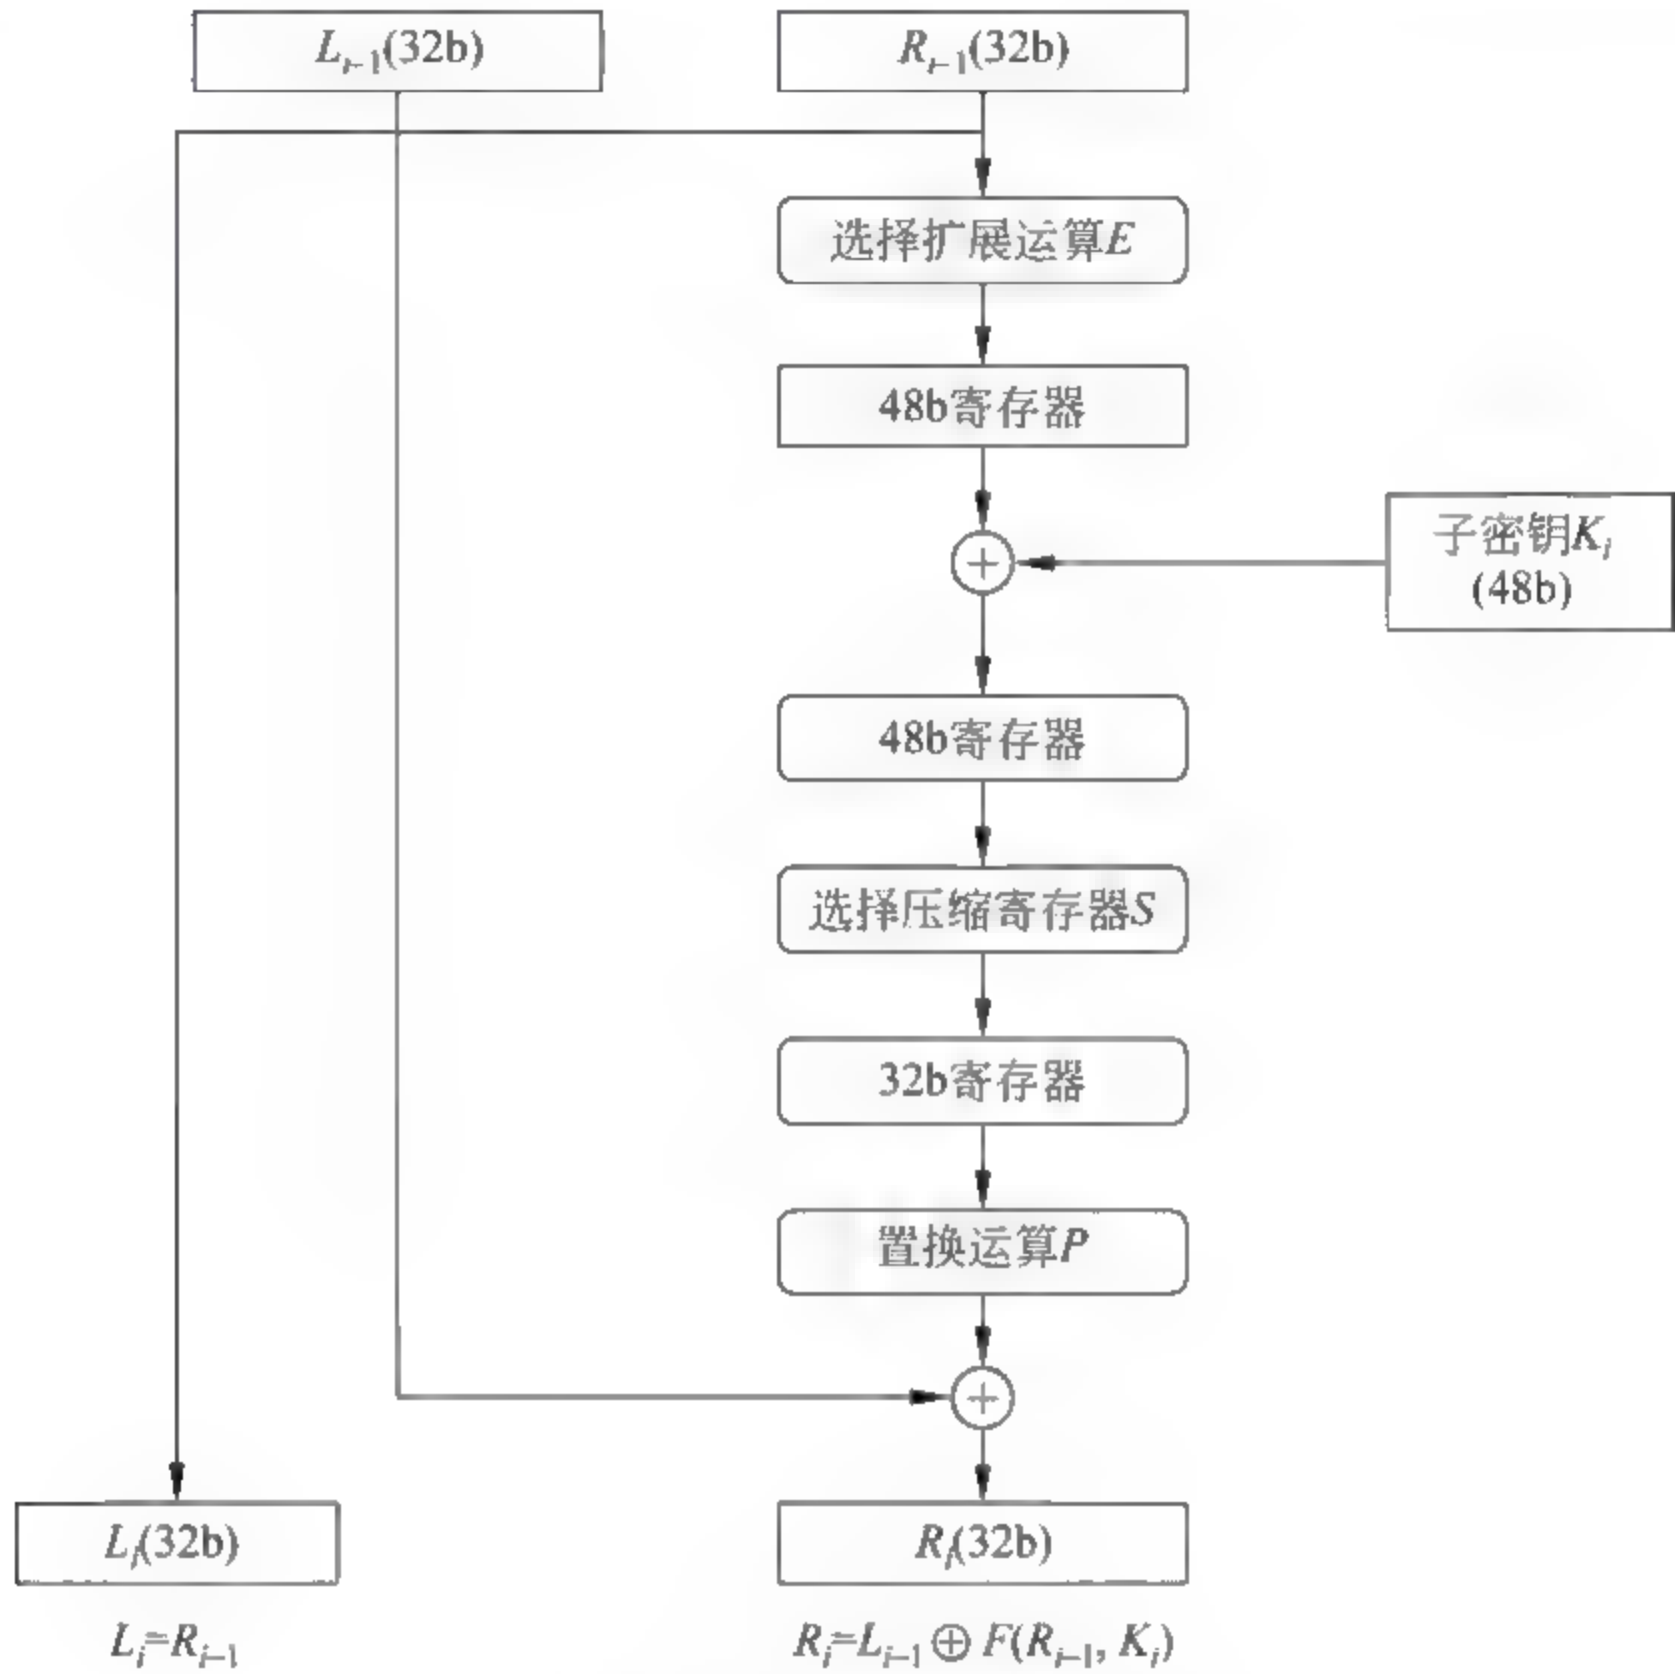 L_{i-1}(32b)
R_{i-1}(32b)
选择扩展运算E
48b寄存器
子密钥K_i
(48b)
48b寄存器
选择压缩寄存器S
32b寄存器
置换运算P
L_i(32b)
R_i(32b)
L_i=R_{i-1}
R_i=L_{i-1}⊕F(R_{i-1}, K_i)